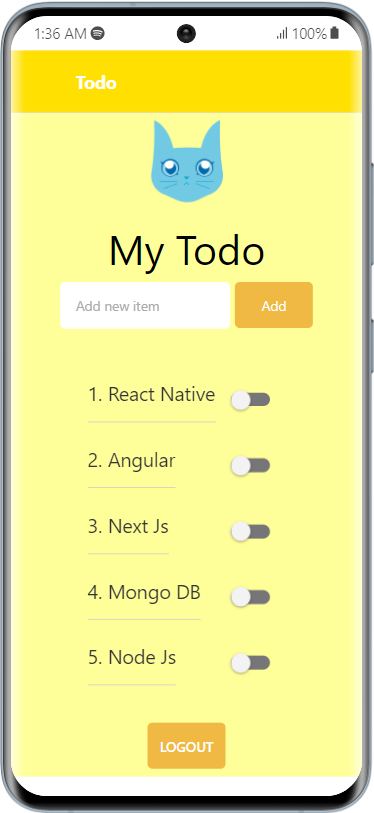 1:36 AM 100%
Todo
My Todo
Add new item Add
1. React Native
2. Angular
3. Next Js
4. Mongo DB
5. Node Js
LOGOUT